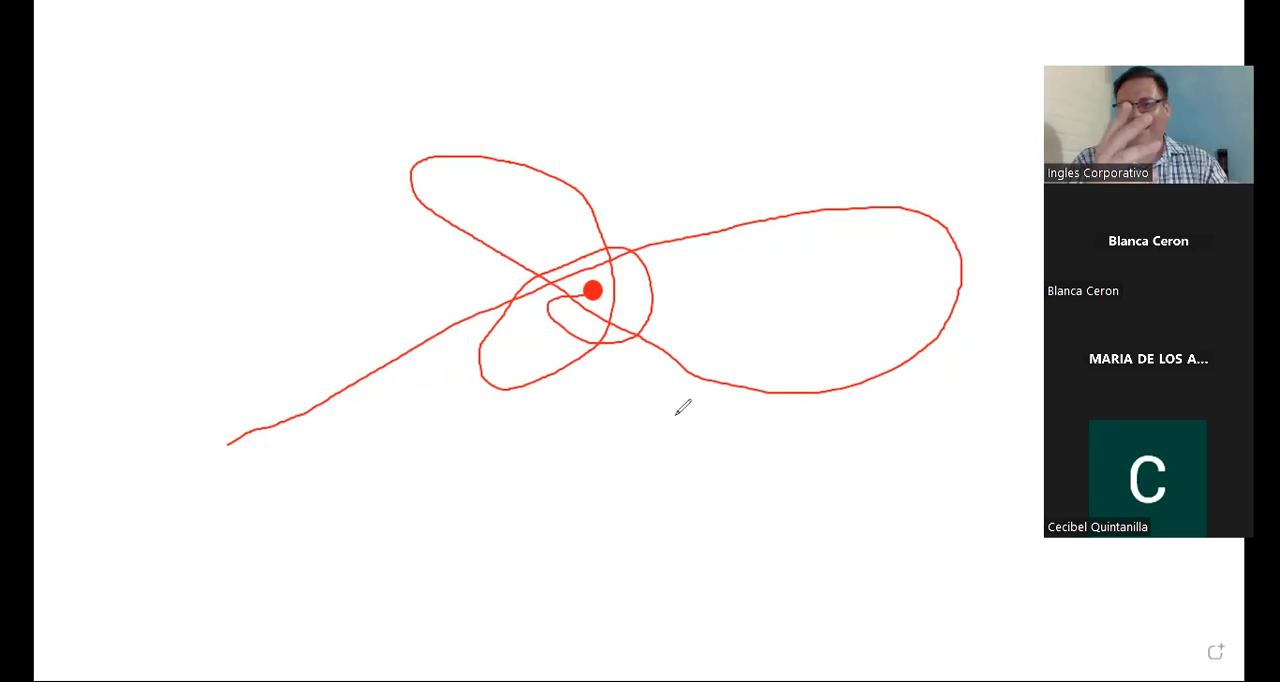 Ingles Corporativo
Blanca Ceron
Blanca Ceron
MARIA DE LOS A...
C
Cecibel Quintanilla